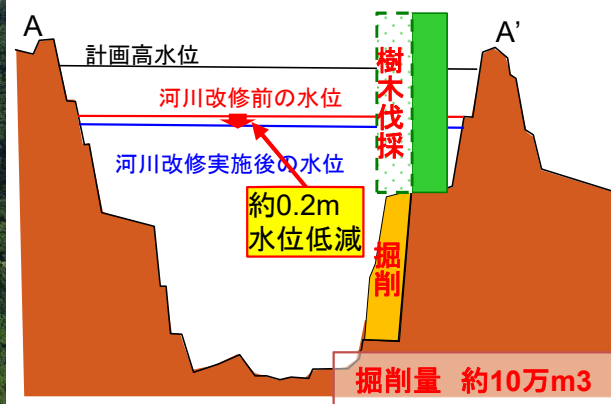 A
A'
計画高水位
河川改修前の水位
河川改修実施後の水位
樹木伐採
約0.2m
水位低減
掘削
掘削量 約10万m3